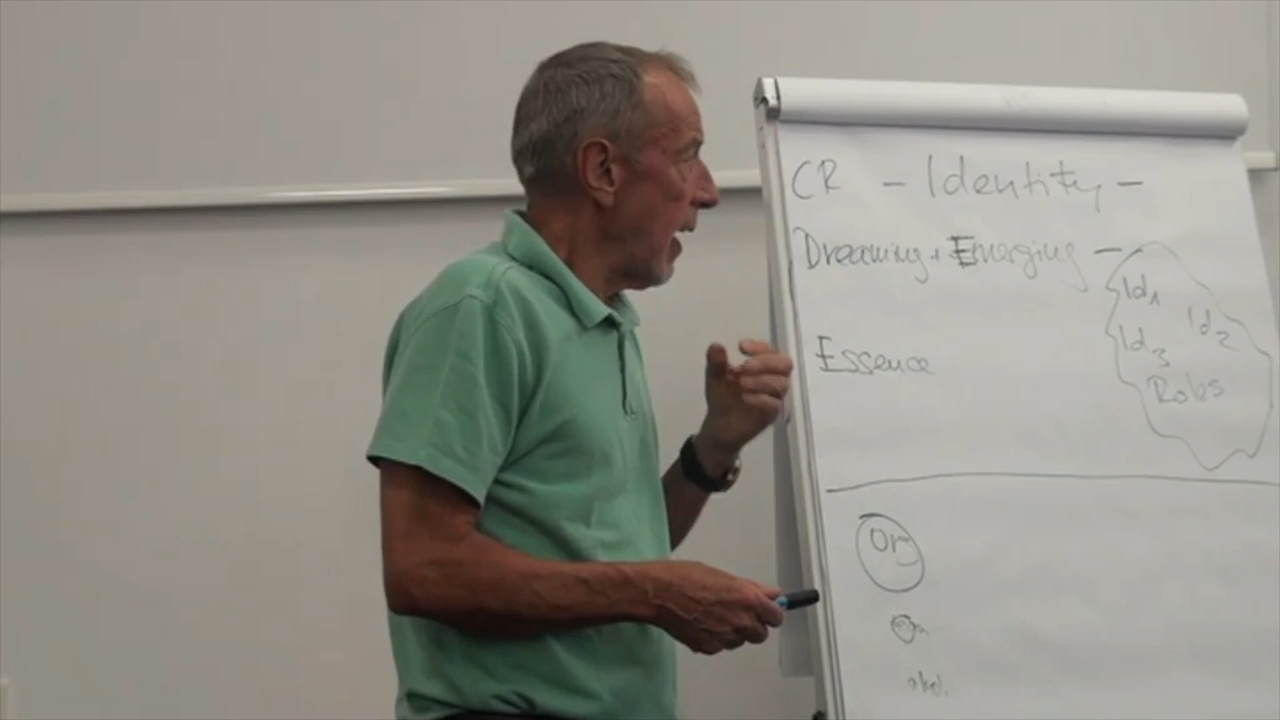 CR - Identity -
Dreaming + Emerging -
Id1
Id2
Id3
Roles
Essence
Org